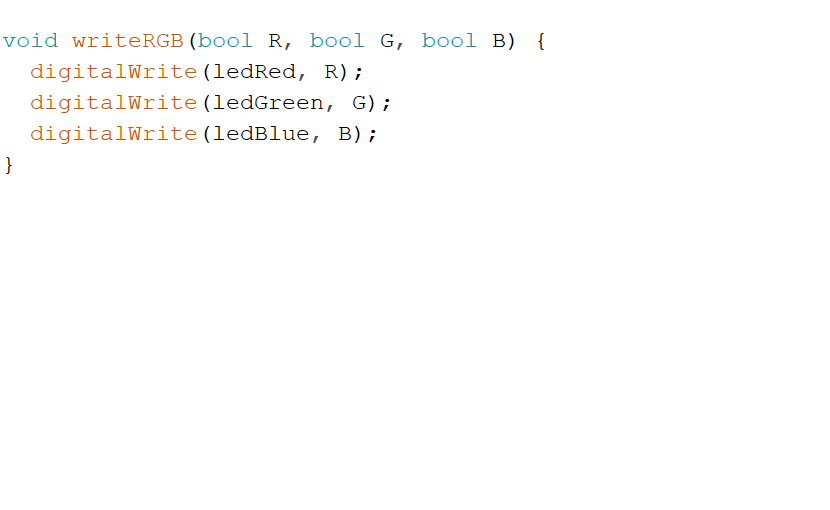 void writeRGB(bool R, bool G, bool B) {
  digitalWrite(ledRed, R);
  digitalWrite(ledGreen, G);
  digitalWrite(ledBlue, B);
}